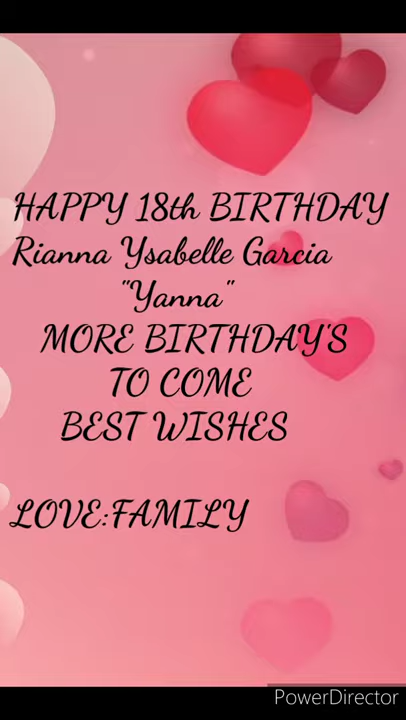 HAPPY 18th BIRTHDAY
Rianna Ysabelle Garcia
"Yanna"
MORE BIRTHDAY'S
TO COME
BEST WISHES
LOVE:FAMILY
PowerDirector